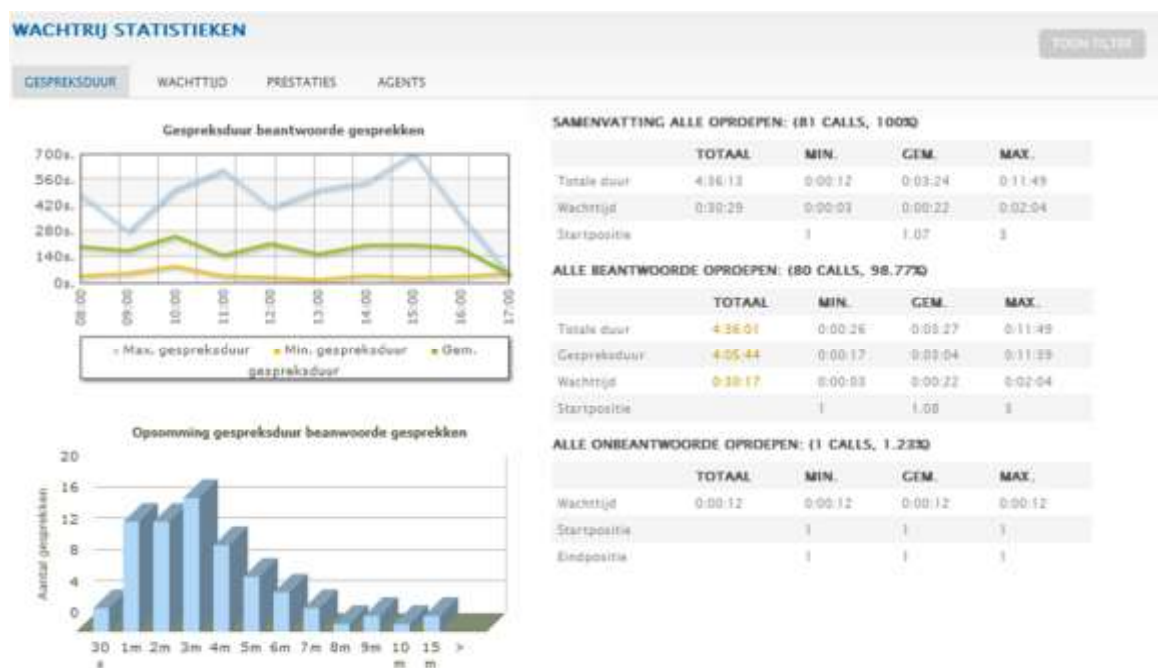 WACHTRIJ STATISTIEKEN
TOON FILTER
GESPREKSDUUR WACHTTIJD PRESTATIES AGENTS
Gespreksduur beantwoorde gesprekken
700s.
560s.
420s.
280s.
140s.
0s.
08:00 09:00 10:00 11:00 12:00 13:00 14:00 15:00 16:00 17:00
Max. gespreksduur Min. gespreksduur Gem.
gespreksduur
Opsomming gespreksduur beanwoorde gesprekken
Aantal gesprekken
20
16
12
8
4
0
30 1m 2m 3m 4m 5m 6m 7m 8m 9m 10 15 >
s m m
SAMENVATTING ALLE OPROEPEN: (81 CALLS, 100%)
TOTAAL MIN. GEM. MAX.
Totale duur 4:36:13 0:00:12 0:03:24 0:11:49
Wachttijd 0:30:29 0:00:03 0:00:22 0:02:04
Startpositie 1 1.07 3
ALLE BEANTWOORDE OPROEPEN: (80 CALLS, 98.77%)
TOTAAL MIN. GEM. MAX.
Totale duur 4:36:01 0:00:26 0:03:27 0:11:49
Gespreksduur 4:05:44 0:00:17 0:03:04 0:11:39
Wachttijd 0:30:17 0:00:03 0:00:22 0:02:04
Startpositie 1 1.08 3
ALLE ONBEANTWOORDE OPROEPEN: (1 CALLS, 1.23%)
TOTAAL MIN. GEM. MAX.
Wachttijd 0:00:12 0:00:12 0:00:12 0:00:12
Startpositie 1 1 1
Eindpositie 1 1 1